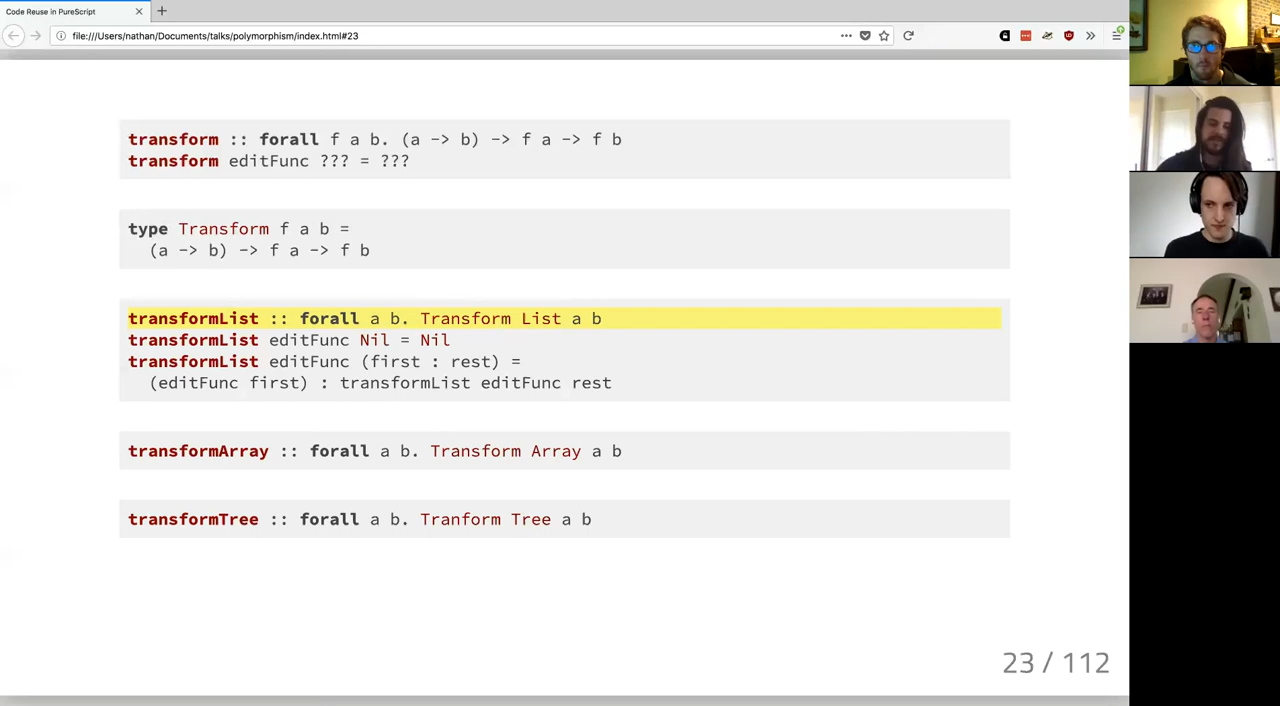 Code Reuse in PureScript
file:///Users/nathan/Documents/talks/polymorphism/index.html#23
transform :: forall f a b. (a -> b) -> f a -> f b
transform editFunc ??? = ???
type Transform f a b =
(a -> b) -> f a -> f b
transformList :: forall a b. Transform List a b
transformList editFunc Nil = Nil
transformList editFunc (first : rest) =
(editFunc first) : transformList editFunc rest
transformArray :: forall a b. Transform Array a b
transformTree :: forall a b. Tranform Tree a b
23 / 112